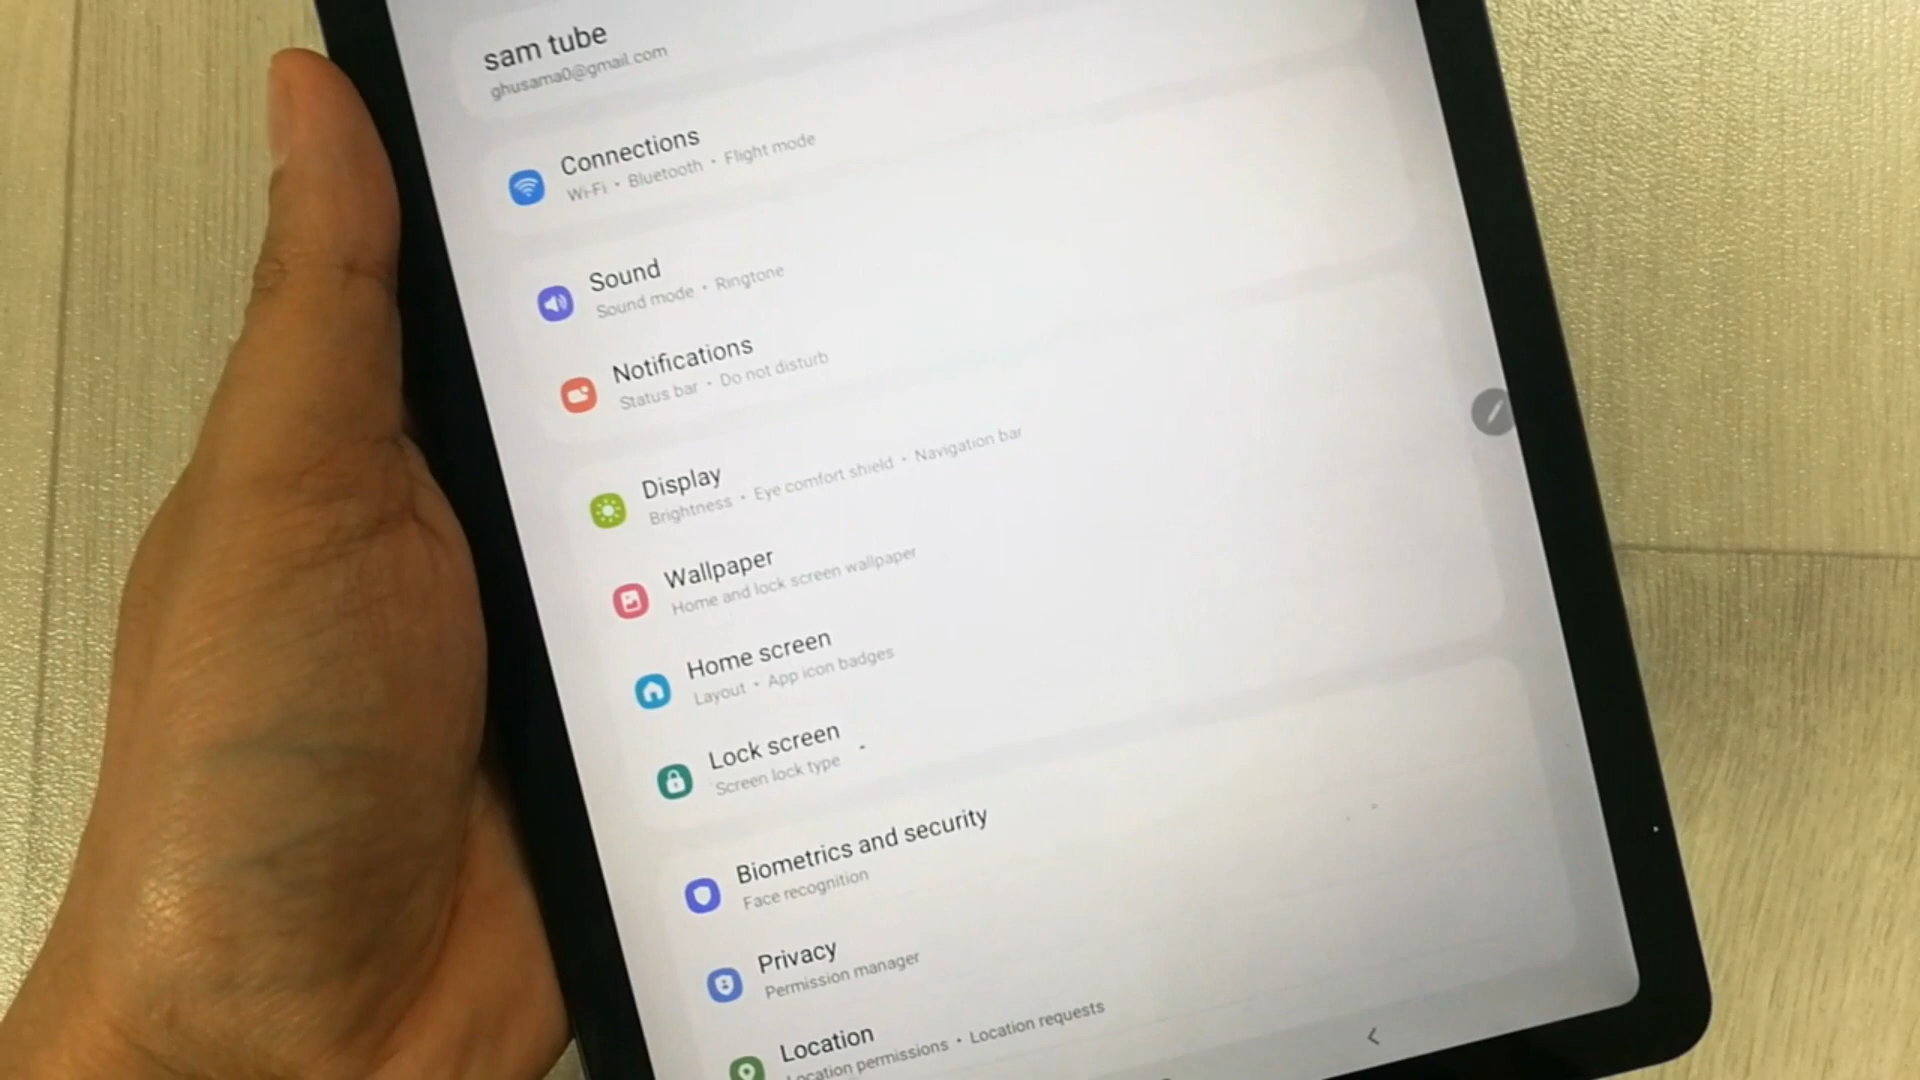 sam tube
ghusama0@gmail.com
Connections
Wi-Fi • Bluetooth • Flight mode
Sound
Sound mode • Ringtone
Notifications
Status bar • Do not disturb
Display
Brightness • Eye comfort shield • Navigation bar
Wallpaper
Home and lock screen wallpaper
Home screen
Layout • App icon badges
Lock screen
Screen lock type
Biometrics and security
Face recognition
Privacy
Permission manager
Location
Location permissions • Location requests